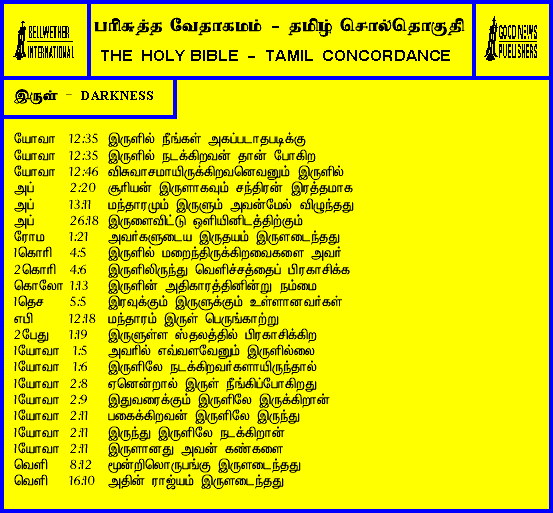 BELLWETHER
INTERNATIONAL
பரிசுத்த வேதாகமம் - தமிழ் சொல்தொகுதி
THE HOLY BIBLE - TAMIL CONCORDANCE
GOOD NEWS
PUBLISHERS
இருள் - DARKNESS
யோவா 12:35 இருளில் நீங்கள் அகப்படாதபடிக்கு
யோவா 12:35 இருளில் நடக்கிறவன் தான் போகிற
யோவா 12:46 விசுவாசமாயிருக்கிறவனெவனும் இருளில்
அப் 2:20 சூரியன் இருளாகவும் சந்திரன் இரத்தமாக
அப் 13:11 மந்தாரமும் இருளும் அவன்மேல் விழுந்தது
அப் 26:18 இருளைவிட்டு ஒளியினிடத்திற்கும்
ரோம 1:21 அவர்களுடைய இருதயம் இருளடைந்தது
1கொரி 4:5 இருளில் மறைந்திருக்கிறவைகளை அவர்
2கொரி 4:6 இருளிலிருந்து வெளிச்சத்தைப் பிரகாசிக்க
கொலோ 1:13 இருளின் அதிகாரத்தினின்று நம்மை
1தெச 5:5 இரவுக்கும் இருளுக்கும் உள்ளானவர்கள்
எபி 12:18 மந்தாரம் இருள் பெருங்காற்று
2பேது 1:19 இருளுள்ள ஸ்தலத்தில் பிரகாசிக்கிற
1யோவா 1:5 அவரில் எவ்வளவேனும் இருளில்லை
1யோவா 1:6 இருளிலே நடக்கிறவர்களாயிருந்தால்
1யோவா 2:8 ஏனென்றால் இருள் நீங்கிப்போகிறது
1யோவா 2:9 இதுவரைக்கும் இருளிலே இருக்கிறான்
1யோவா 2:11 பகைக்கிறவன் இருளிலே இருந்து
1யோவா 2:11 இருந்து இருளிலே நடக்கிறான்
1யோவா 2:11 இருளானது அவன் கண்களை
வெளி 8:12 மூன்றிலொருபங்கு இருளடைந்தது
வெளி 16:10 அதின் ராஜ்யம் இருளடைந்தது